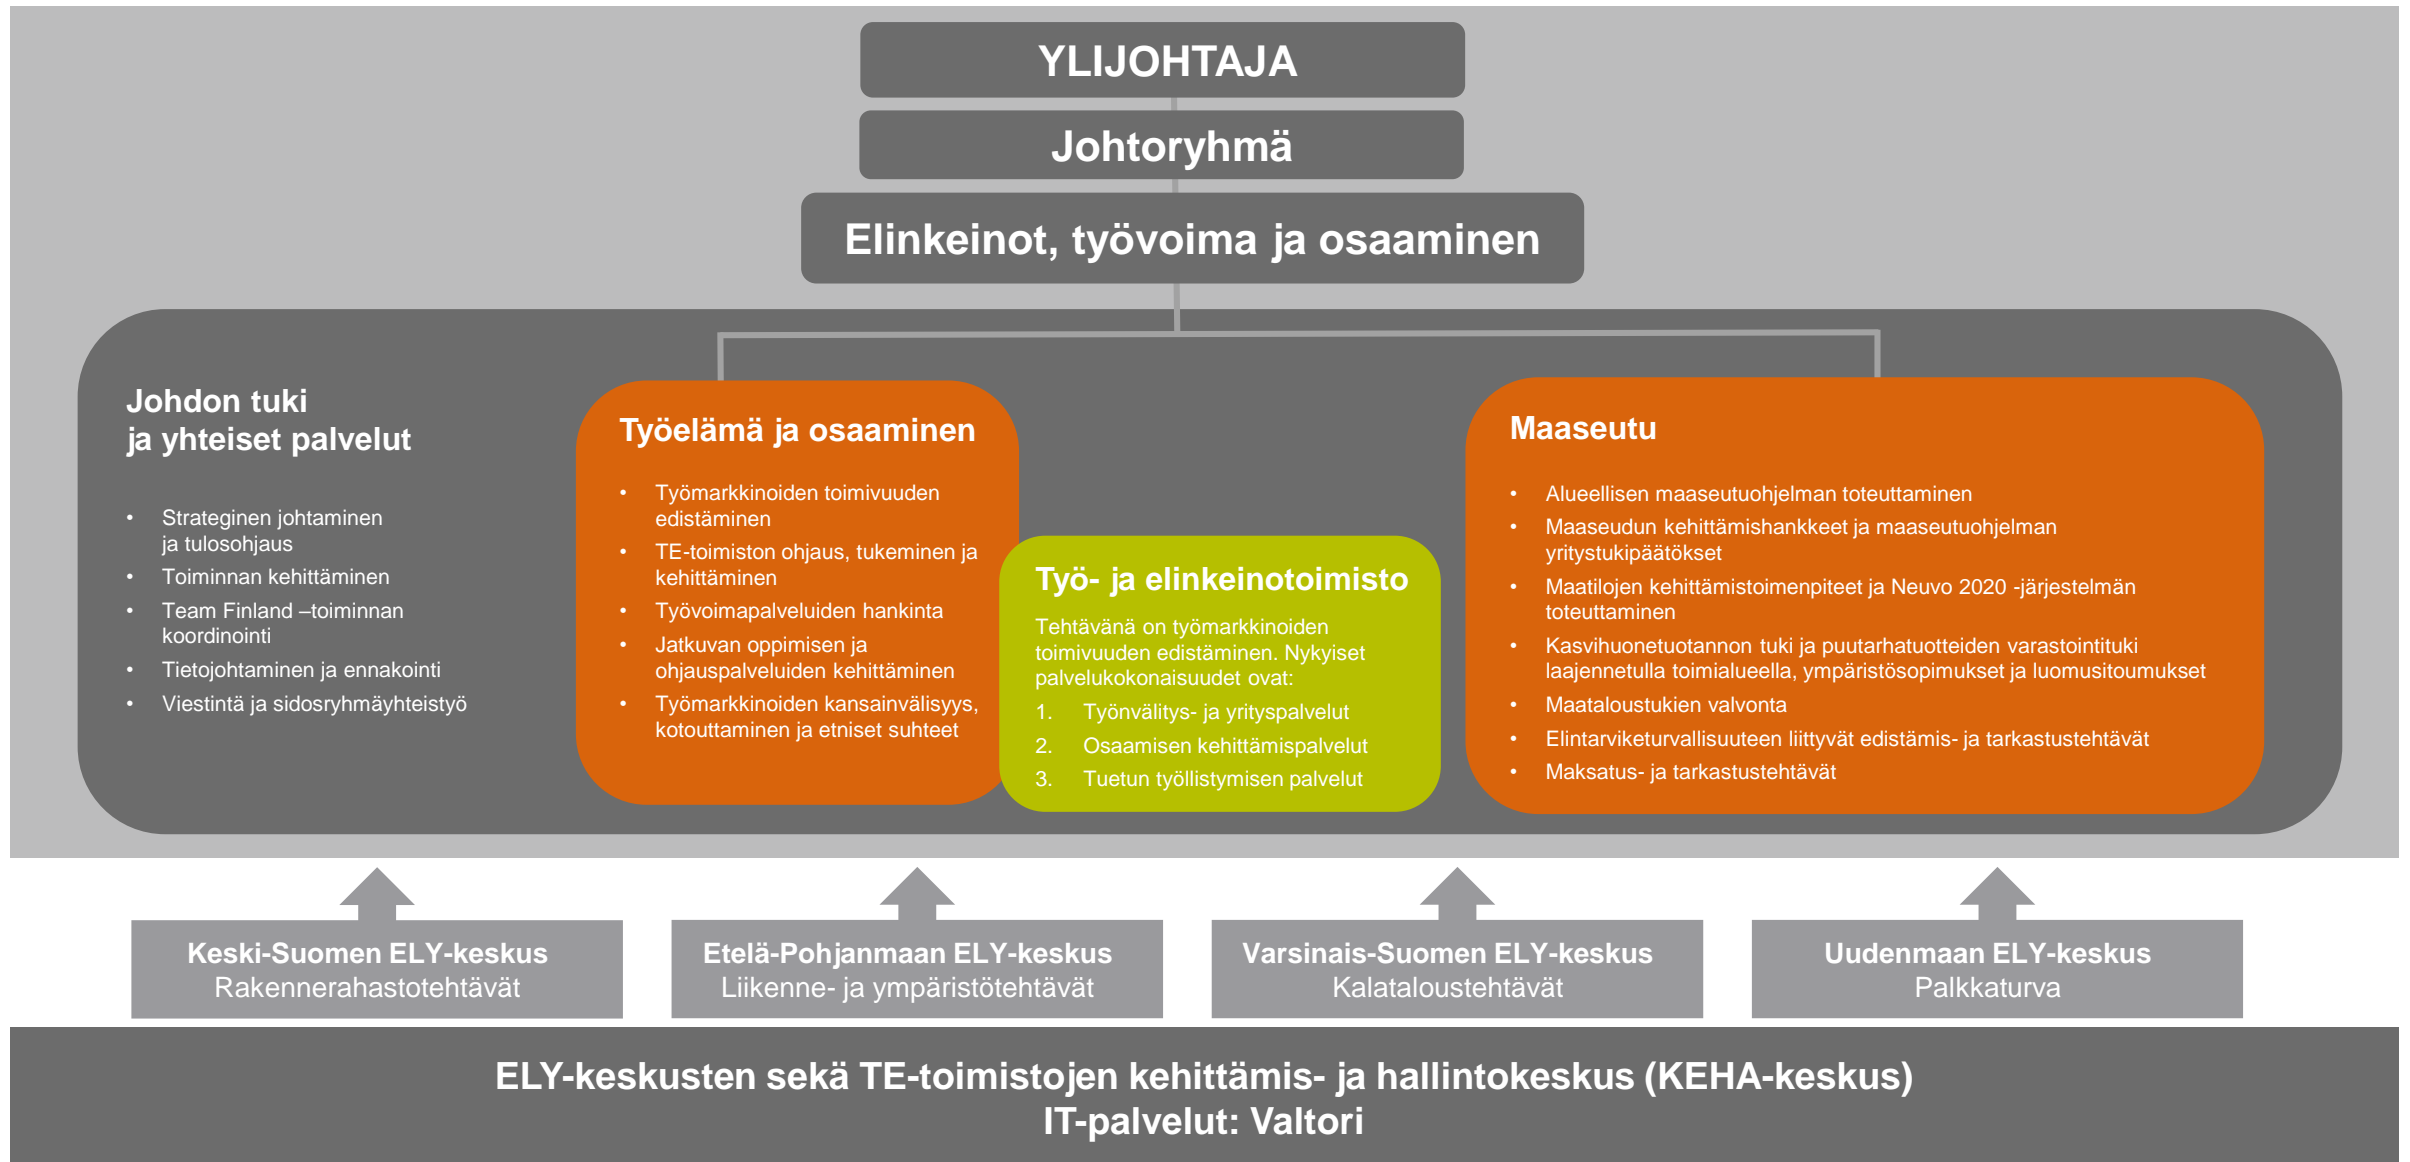 YLIJOHTAJA
Johtoryhmä
Elinkeinot, työvoima ja osaaminen
Johdon tuki
ja yhteiset palvelut
• Strateginen johtaminen
ja tulosohjaus
• Toiminnan kehittäminen
• Team Finland –toiminnan
koordinointi
• Tietojohtaminen ja ennakointi
• Viestintä ja sidosryhmäyhteistyö
Työelämä ja osaaminen
• Työmarkkinoiden toimivuuden
edistäminen
• TE-toimiston ohjaus, tukeminen ja
kehittäminen
• Työvoimapalveluiden hankinta
• Jatkuvan oppimisen ja
ohjauspalveluiden kehittäminen
• Työmarkkinoiden kansainvälisyys,
kotouttaminen ja etniset suhteet
Työ- ja elinkeinotoimisto
Tehtävänä on työmarkkinoiden
toimivuuden edistäminen. Nykyiset
palvelukokonaisuudet ovat:
1. Työnvälitys- ja yrityspalvelut
2. Osaamisen kehittämispalvelut
3. Tuetun työllistymisen palvelut
Maaseutu
• Alueellisen maaseutuohjelman toteuttaminen
• Maaseudun kehittämishankkeet ja maaseutuohjelman
yritystukipäätökset
• Maatilojen kehittämistoimenpiteet ja Neuvo 2020 -järjestelmän
toteuttaminen
• Kasvihuonetuotannon tuki ja puutarhatuotteiden varastointituki
laajennetulla toimialueella, ympäristösopimukset ja luomusitoumukset
• Maataloustukien valvonta
• Elintarviketurvallisuuteen liittyvät edistämis- ja tarkastustehtävät
• Maksatus- ja tarkastustehtävät
Keski-Suomen ELY-keskus
Rakennerahastotehtävät
Etelä-Pohjanmaan ELY-keskus
Liikenne- ja ympäristötehtävät
Varsinais-Suomen ELY-keskus
Kalataloustehtävät
Uudenmaan ELY-keskus
Palkkaturva
ELY-keskusten sekä TE-toimistojen kehittämis- ja hallintokeskus (KEHA-keskus)
IT-palvelut: Valtori